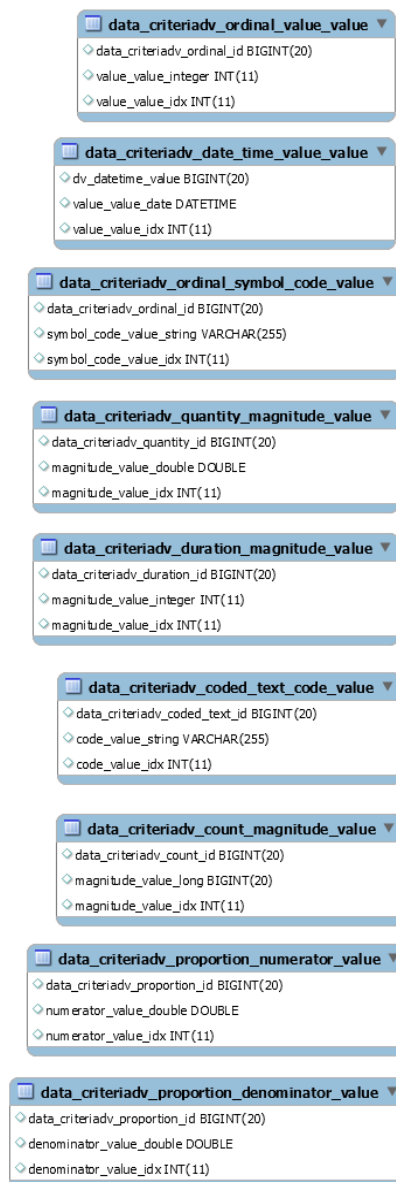 data_criteriadv_ordinal_value_value
data_criteriadv_ordinal_id BIGINT(20)
value_value_integer INT(11)
value_value_idx INT(11)
data_criteriadv_date_time_value_value
dv_datetime_value BIGINT(20)
value_value_date DATETIME
value_value_idx INT(11)
data_criteriadv_ordinal_symbol_code_value
data_criteriadv_ordinal_id BIGINT(20)
symbol_code_value_string VARCHAR(255)
symbol_code_value_idx INT(11)
data_criteriadv_quantity_magnitude_value
data_criteriadv_quantity_id BIGINT(20)
magnitude_value_double DOUBLE
magnitude_value_idx INT(11)
data_criteriadv_duration_magnitude_value
data_criteriadv_duration_id BIGINT(20)
magnitude_value_integer INT(11)
magnitude_value_idx INT(11)
data_criteriadv_coded_text_code_value
data_criteriadv_coded_text_id BIGINT(20)
code_value_string VARCHAR(255)
code_value_idx INT(11)
data_criteriadv_count_magnitude_value
data_criteriadv_count_id BIGINT(20)
magnitude_value_long BIGINT(20)
magnitude_value_idx INT(11)
data_criteriadv_proportion_numerator_value
data_criteriadv_proportion_id BIGINT(20)
numerator_value_double DOUBLE
numerator_value_idx INT(11)
data_criteriadv_proportion_denominator_value
data_criteriadv_proportion_id BIGINT(20)
denominator_value_double DOUBLE
denominator_value_idx INT(11)